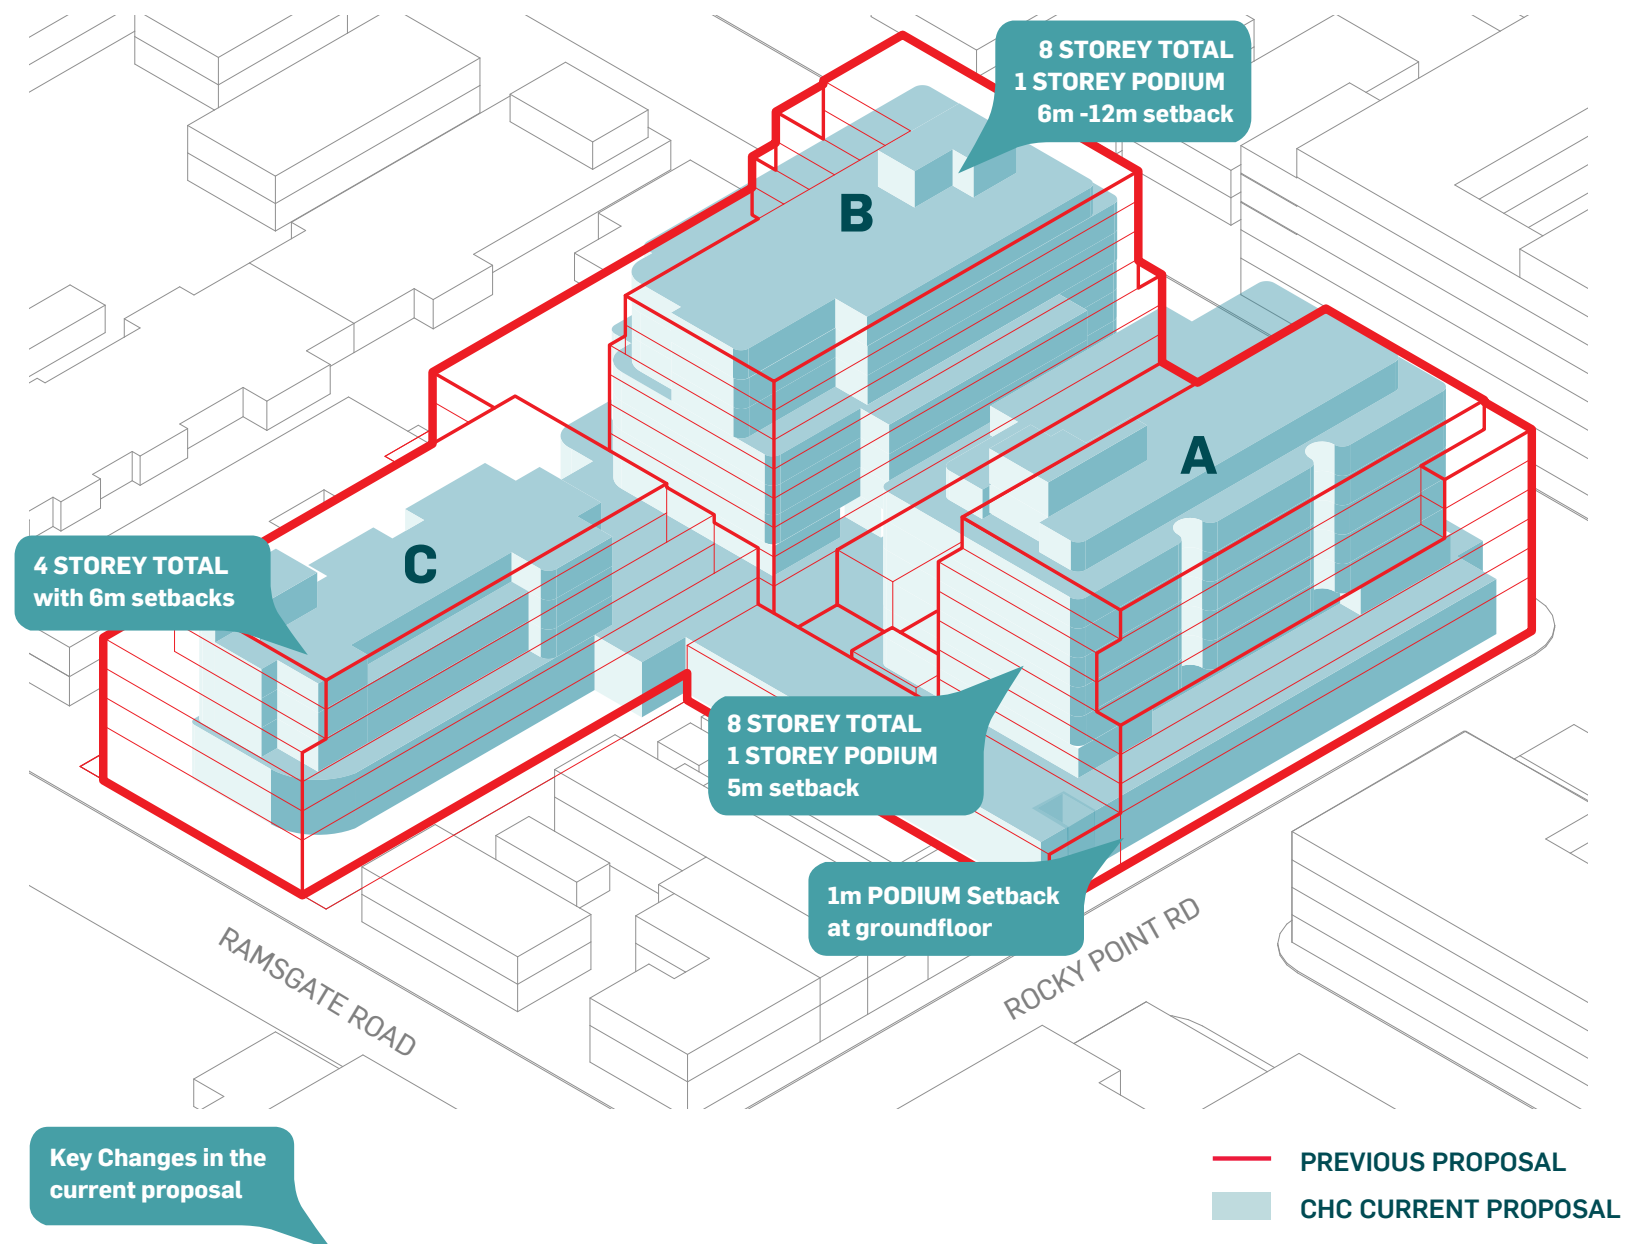 8 STOREY TOTAL
1 STOREY PODIUM
6m -12m setback
B
A
C
4 STOREY TOTAL
with 6m setbacks
8 STOREY TOTAL
1 STOREY PODIUM
5m setback
1m PODIUM Setback
at groundfloor
RAMSGATE ROAD
ROCKY POINT RD
Key Changes in the
current proposal
PREVIOUS PROPOSAL
CHC CURRENT PROPOSAL